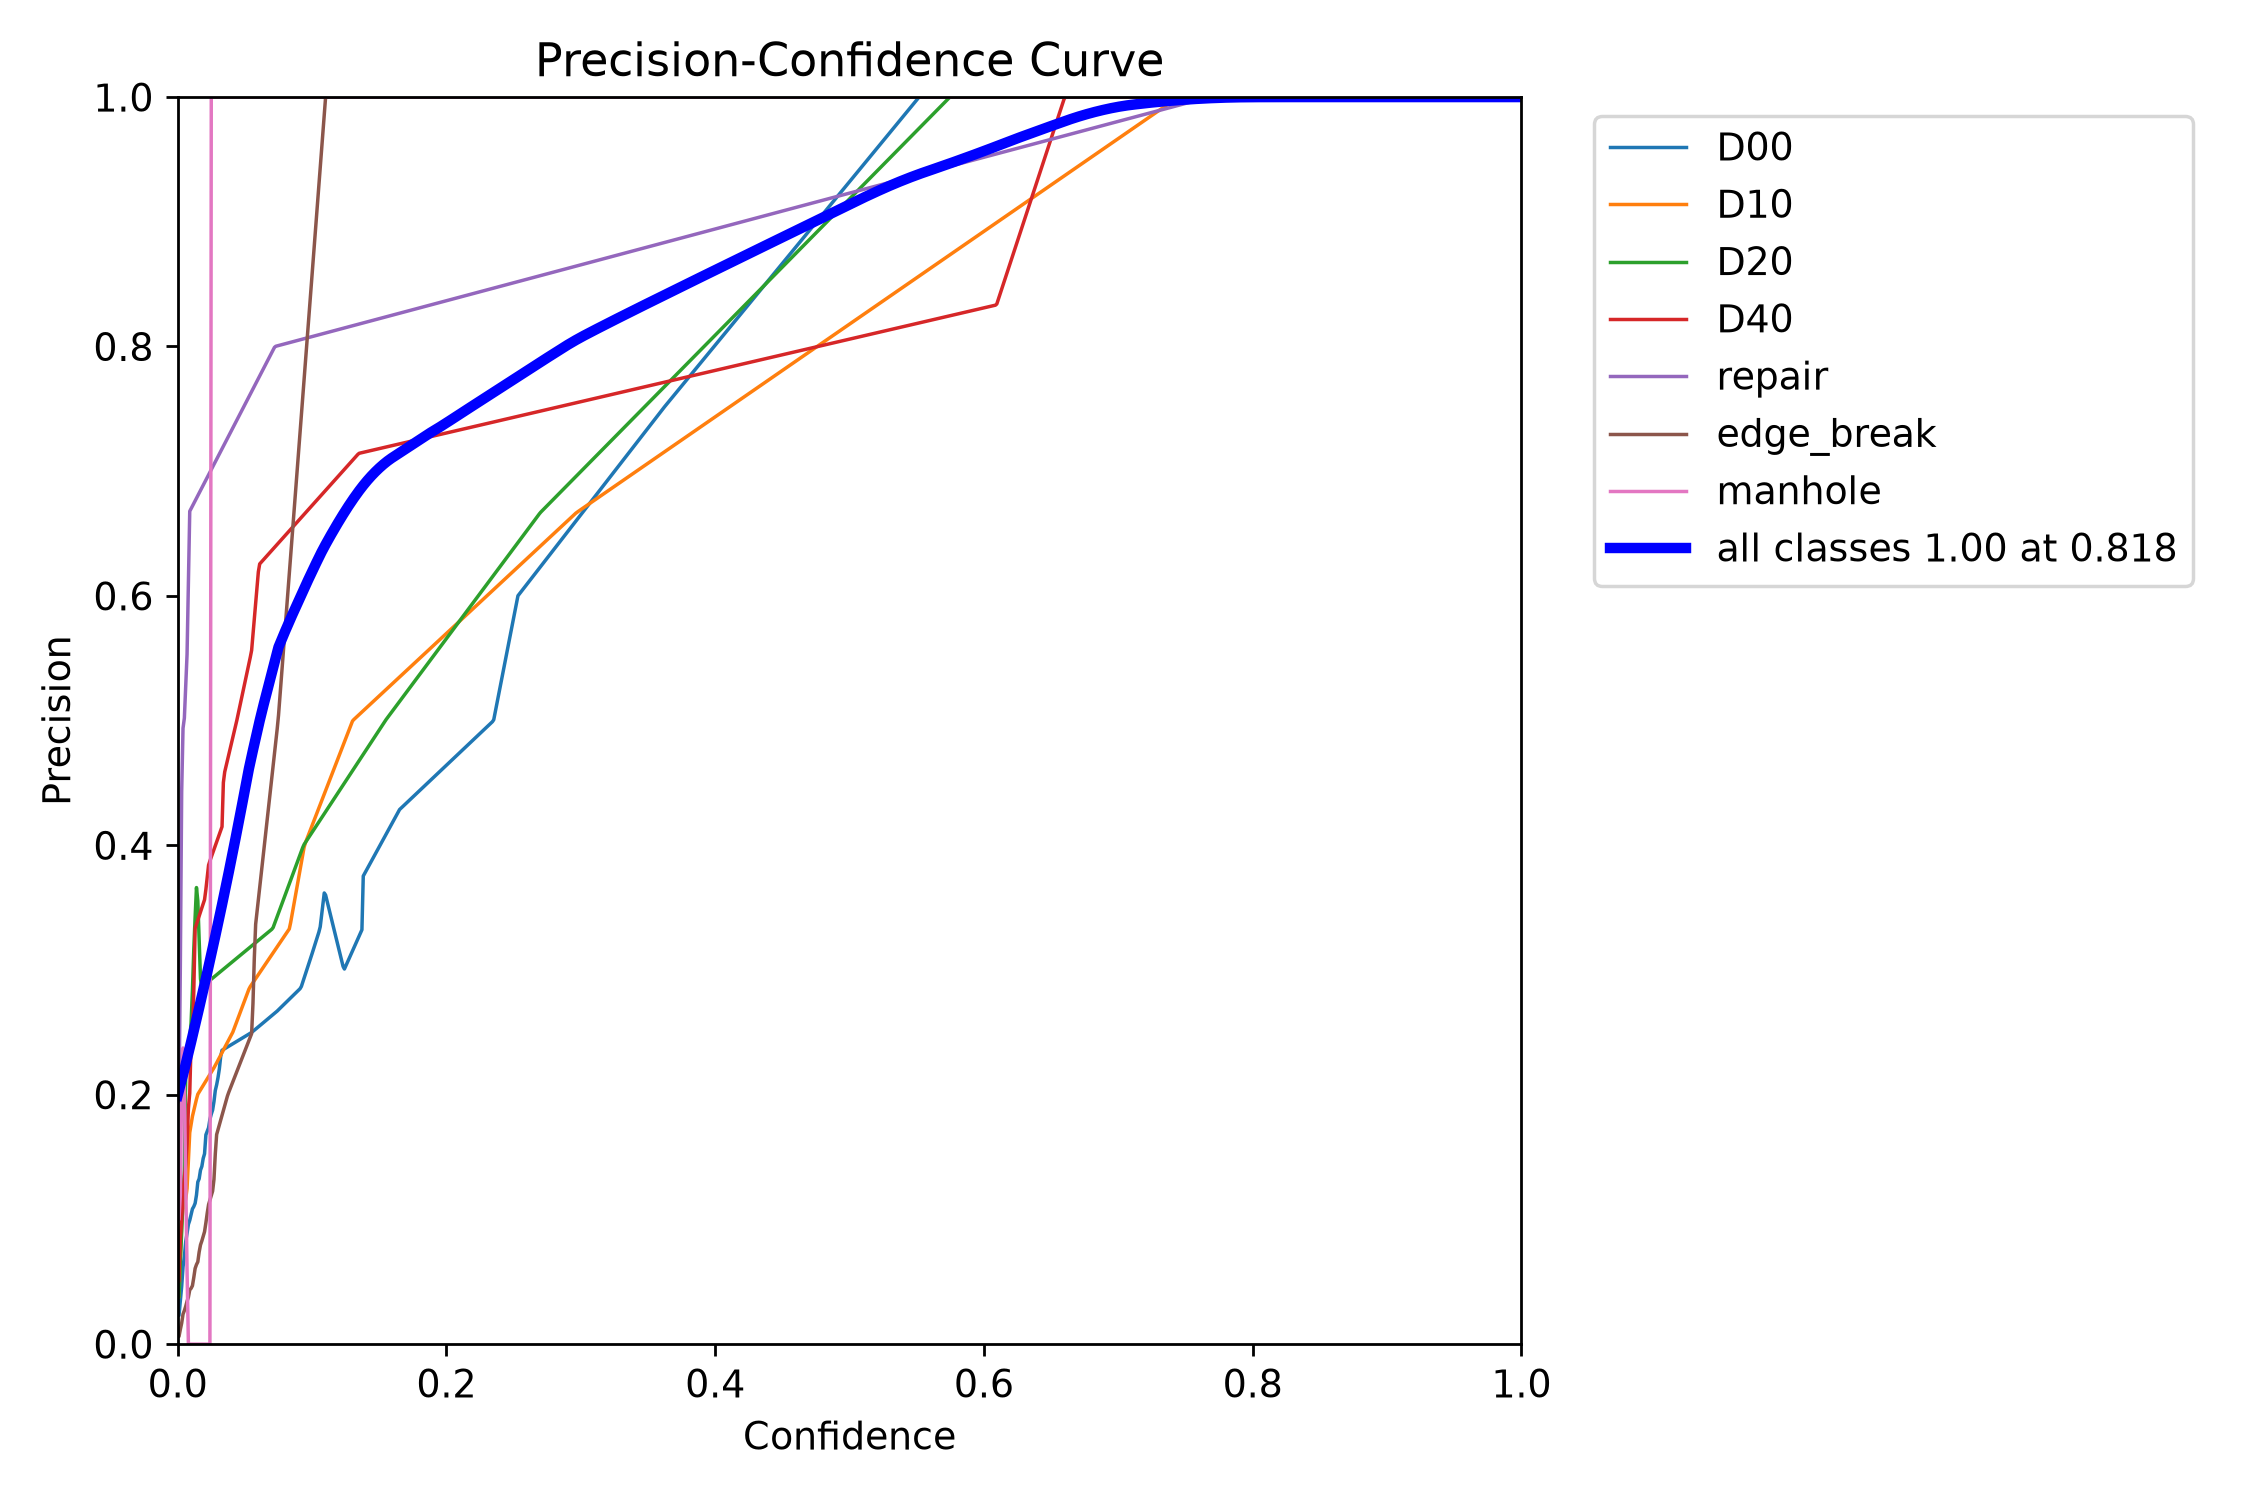 Precision-Confidence Curve
1.0
0.8
0.6
0.4
0.2
0.0
Precision
0.0 0.2 0.4 0.6 0.8 1.0
Confidence
D00
D10
D20
D40
repair
edge_break
manhole
all classes 1.00 at 0.818